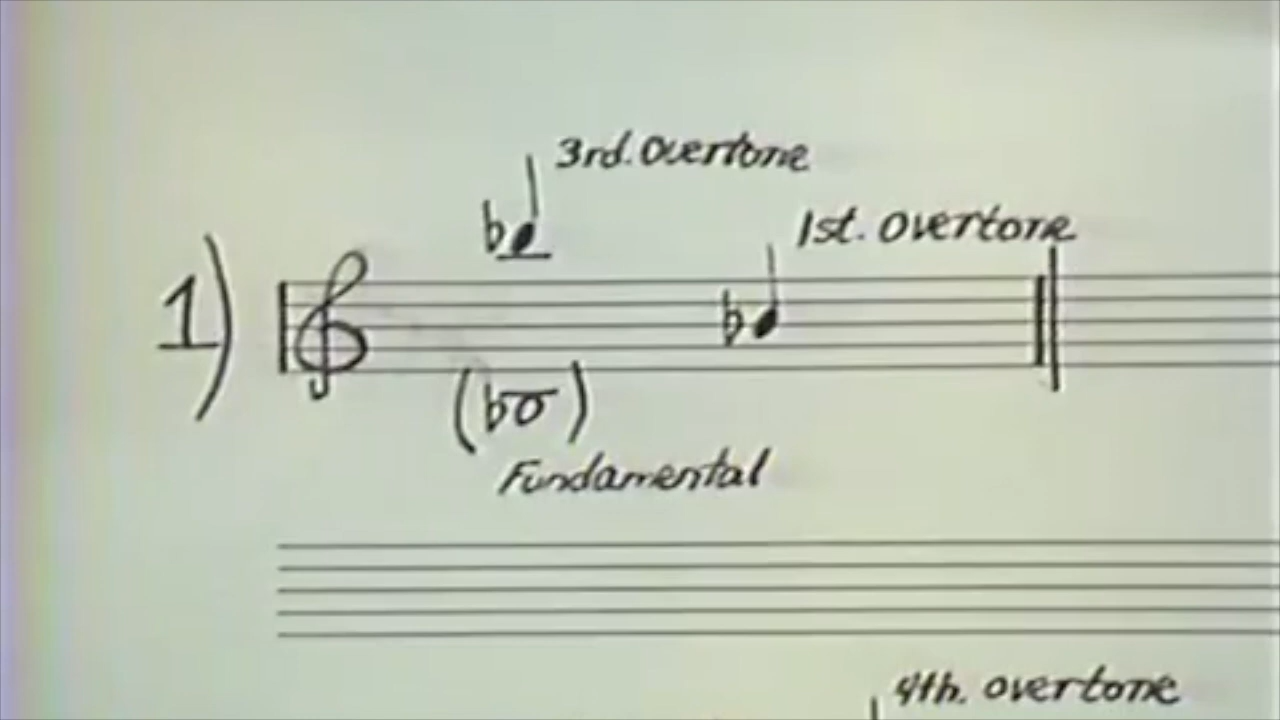 3rd. Overtone
1st. Overtone
1)
Fundamental
4th. overtone